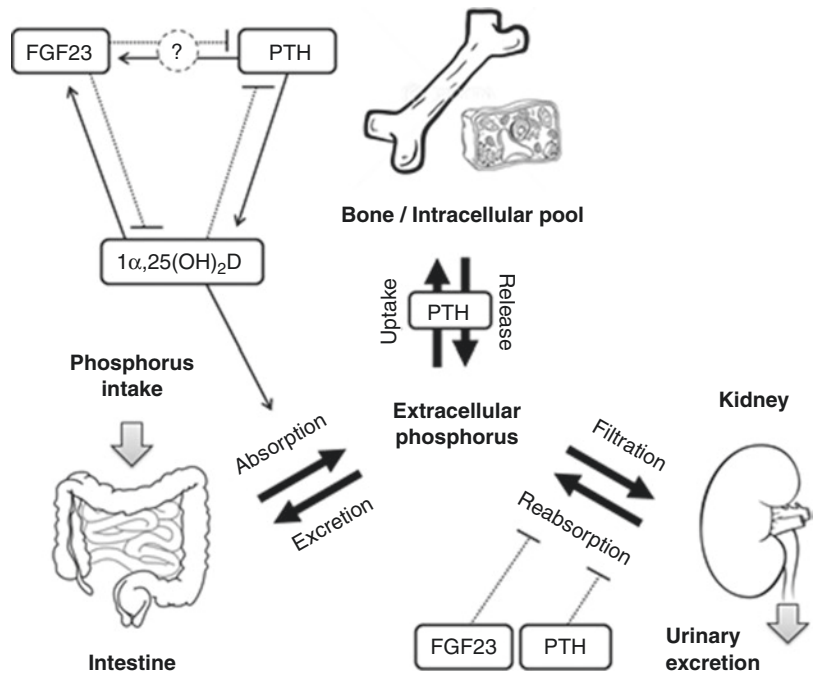 FGF23
?
PTH
1α,25(OH)₂D
Bone / Intracellular pool
Uptake
PTH
Release
Phosphorus
intake
Extracellular
phosphorus
Kidney
Absorption
Excretion
Filtration
Reabsorption
FGF23
PTH
Intestine
Urinary
excretion